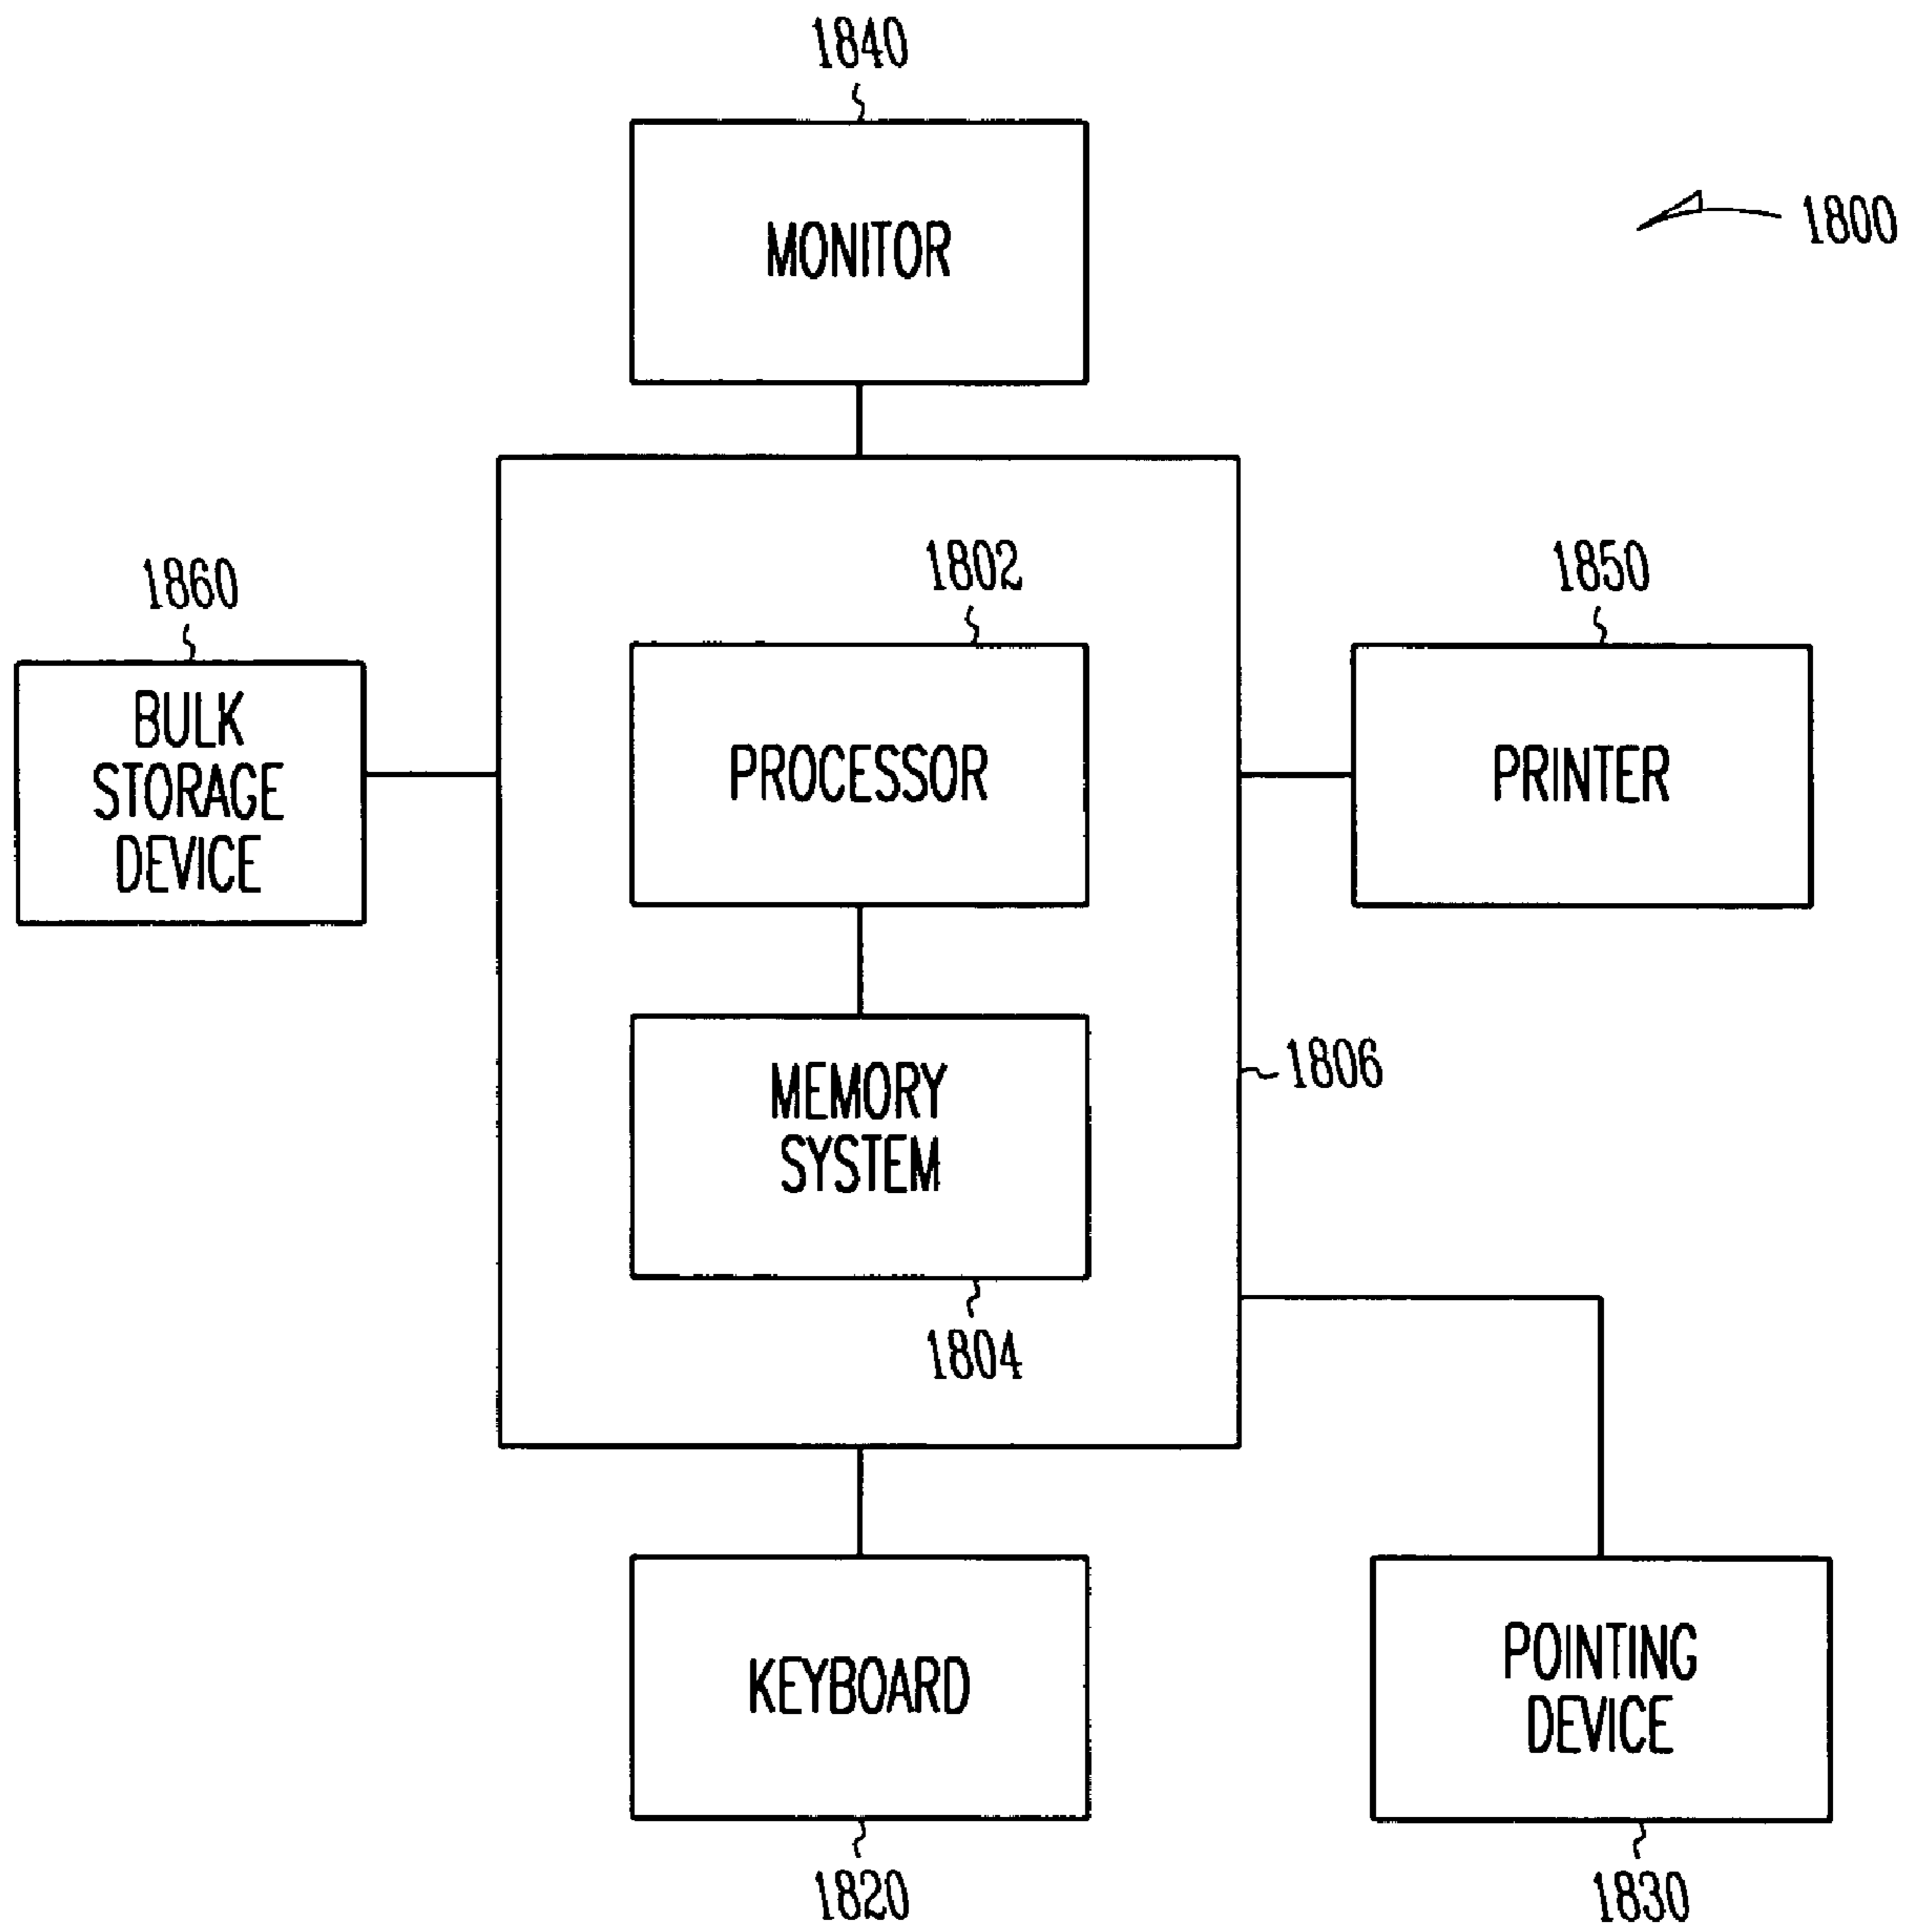 1840
MONITOR
1800
1860
BULK
STORAGE
DEVICE
1802
PROCESSOR
1850
PRINTER
MEMORY
SYSTEM
1806
1804
KEYBOARD
1820
POINTING
DEVICE
1830